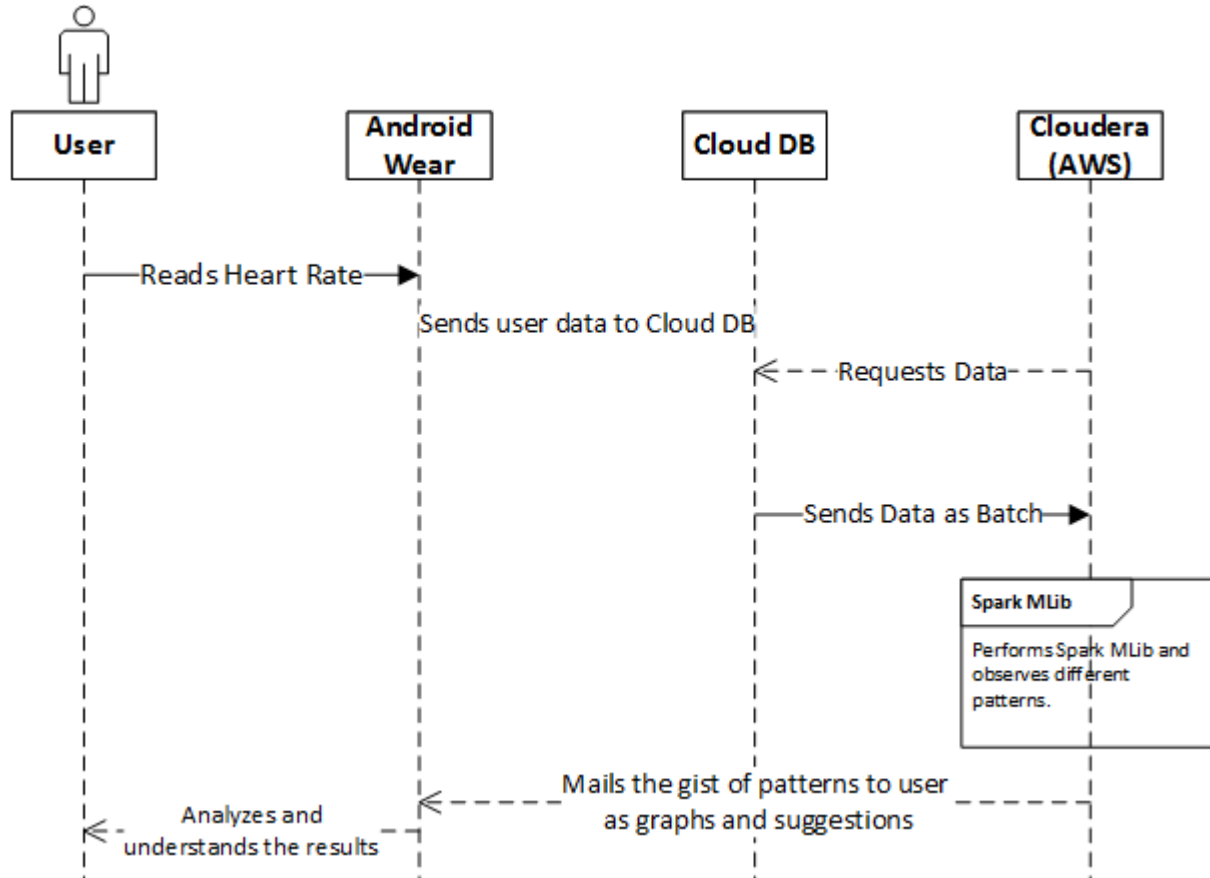 User
Android
Wear
Cloud DB
Cloudera
(AWS)
Reads Heart Rate
Sends user data to Cloud DB
Requests Data
Sends Data as Batch
Spark MLib
Performs Spark MLib and
observes different
patterns.
Mails the gist of patterns to user
as graphs and suggestions
Analyzes and
understands the results